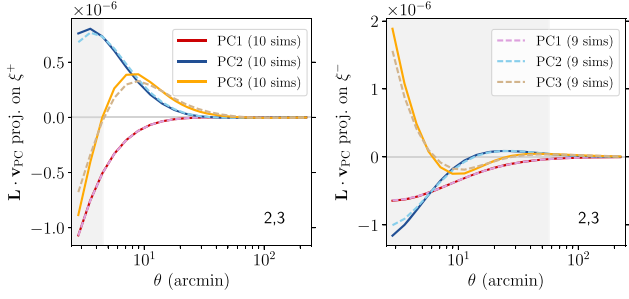 ×10⁻⁶
L · v_PC proj. on ξ⁺
0.5
0.0
−0.5
−1.0
PC1 (10 sims)
PC2 (10 sims)
PC3 (10 sims)
2,3
10¹
10²
θ (arcmin)
×10⁻⁶
L · v_PC proj. on ξ⁻
2
1
0
−1
PC1 (9 sims)
PC2 (9 sims)
PC3 (9 sims)
2,3
10¹
10²
θ (arcmin)